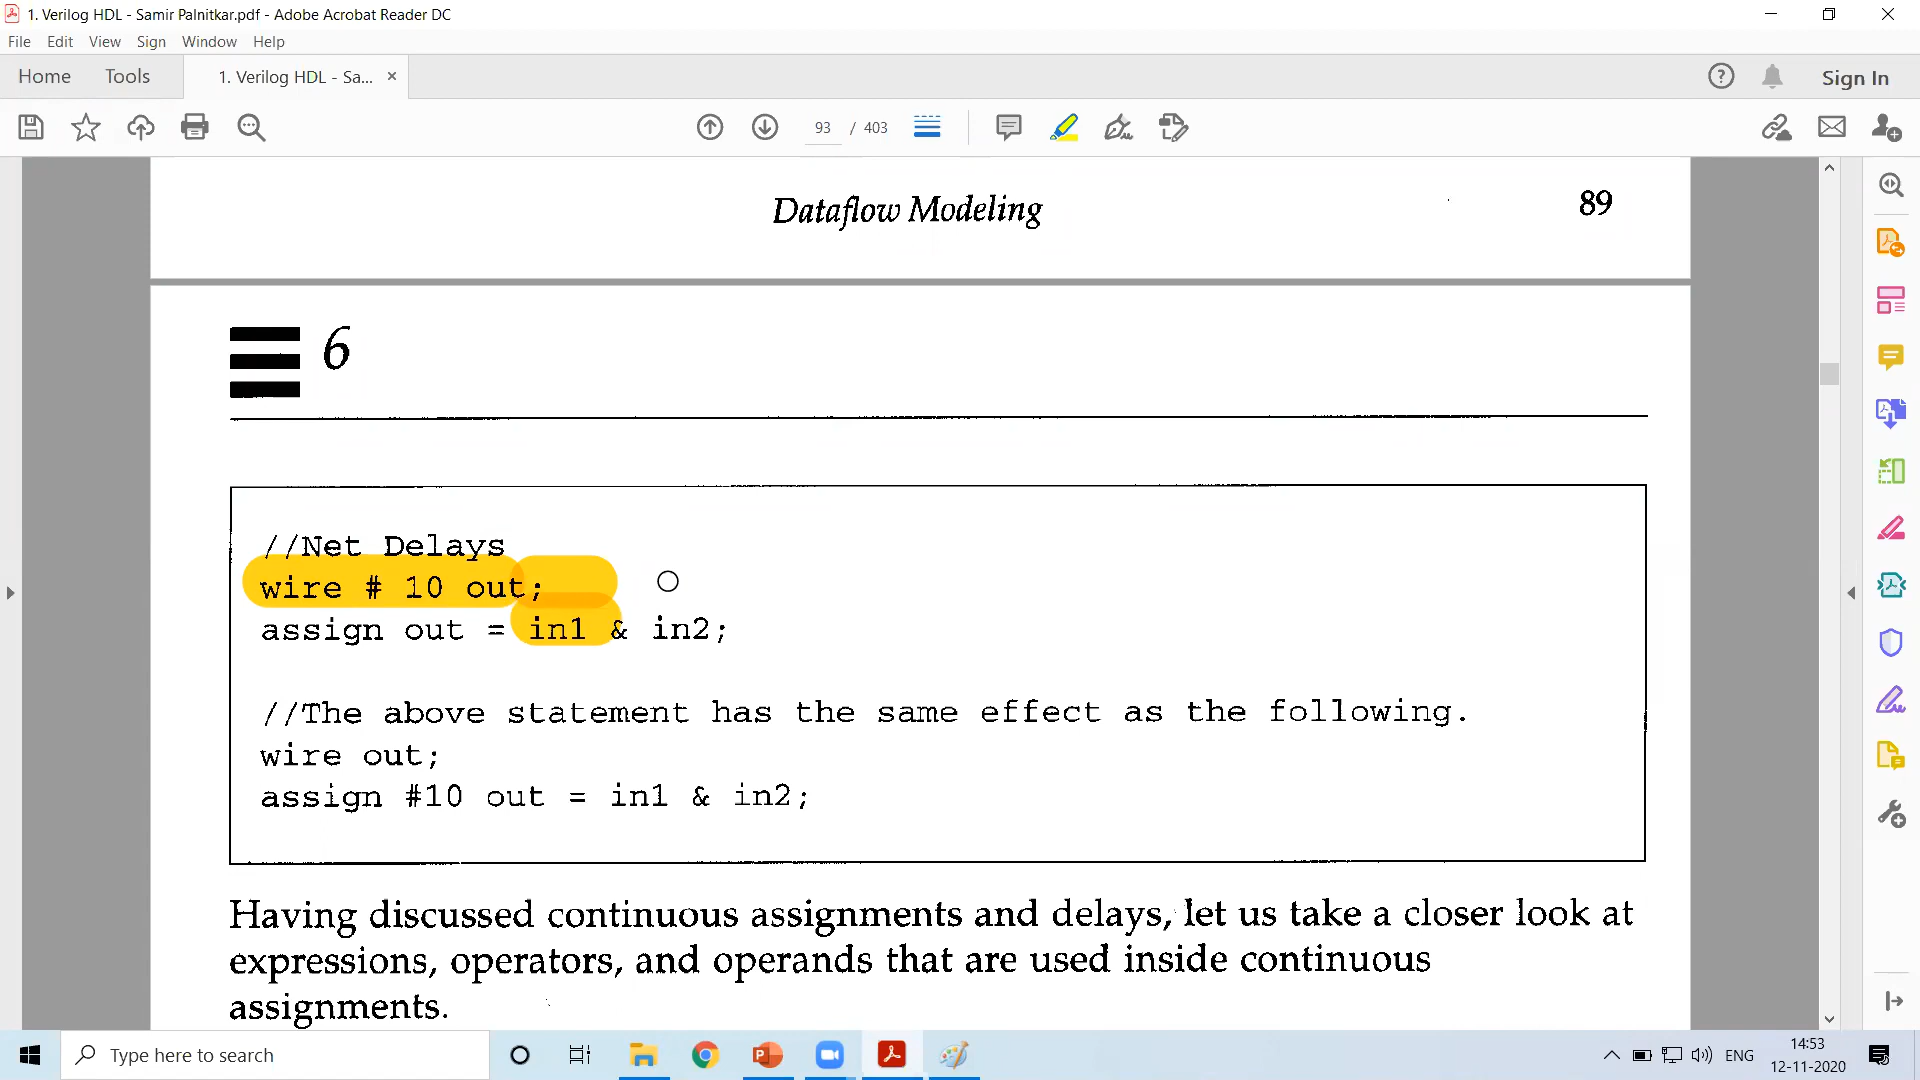 1. Verilog HDL - Samir Palnitkar.pdf - Adobe Acrobat Reader DC
File Edit View Sign Window Help
Home Tools 1. Verilog HDL - Sa... × Sign In
93 / 403
Dataflow Modeling 89
6
//Net Delays
wire # 10 out;
assign out = in1 & in2;
//The above statement has the same effect as the following.
wire out;
assign #10 out = in1 & in2;
Having discussed continuous assignments and delays, let us take a closer look at
expressions, operators, and operands that are used inside continuous
assignments.
Type here to search
ENG
14:53
12-11-2020